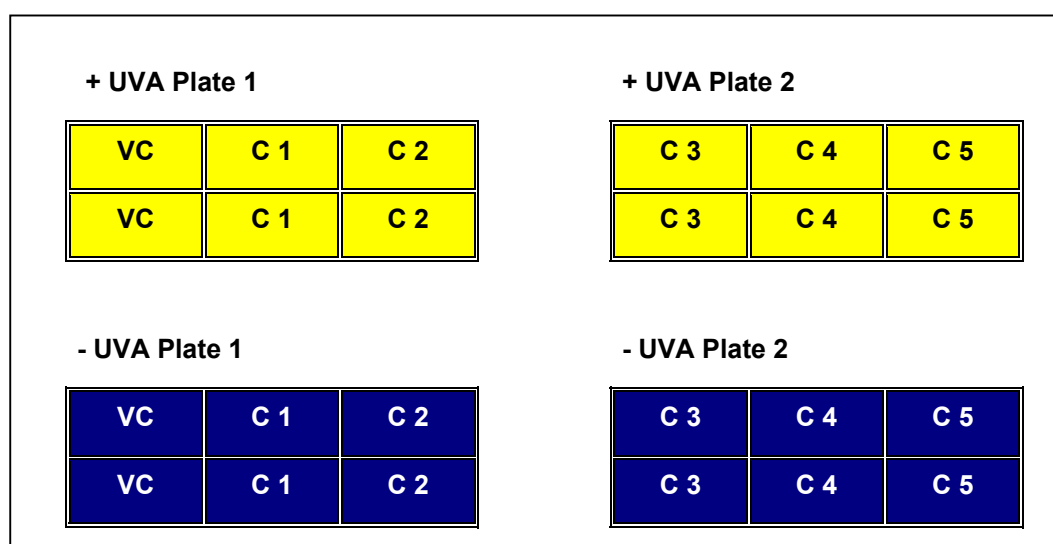 + UVA Plate 1
VC C 1 C 2
VC C 1 C 2
+ UVA Plate 2
C 3 C 4 C 5
C 3 C 4 C 5
- UVA Plate 1
VC C 1 C 2
VC C 1 C 2
- UVA Plate 2
C 3 C 4 C 5
C 3 C 4 C 5